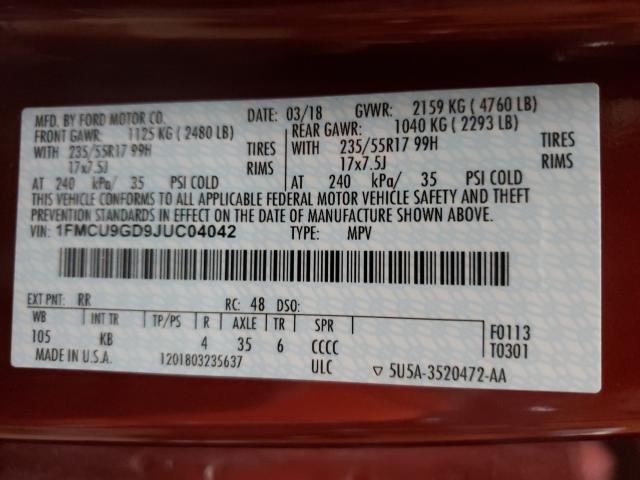 MFD. BY FORD MOTOR CO. DATE: 03/18 GVWR: 2159 KG ( 4760 LB)
FRONT GAWR: 1125 KG ( 2480 LB) REAR GAWR: 1040 KG ( 2293 LB)
WITH 235/55R17 99H TIRES WITH 235/55R17 99H TIRES
17x7.5J RIMS 17x7.5J RIMS
AT 240 kPa/ 35 PSI COLD AT 240 kPa/ 35 PSI COLD
THIS VEHICLE CONFORMS TO ALL APPLICABLE FEDERAL MOTOR VEHICLE SAFETY AND THEFT
PREVENTION STANDARDS IN EFFECT ON THE DATE OF MANUFACTURE SHOWN ABOVE.
VIN: 1FMCU9GD9JUC04042 TYPE: MPV
EXT PNT: RR RC: 48 DSO:
WB INT TR TP/PS R AXLE TR SPR F0113
105 KB 4 35 6 CCCC T0301
MADE IN U.S.A. 1201803235637 ULC ▽ 5U5A-3520472-AA